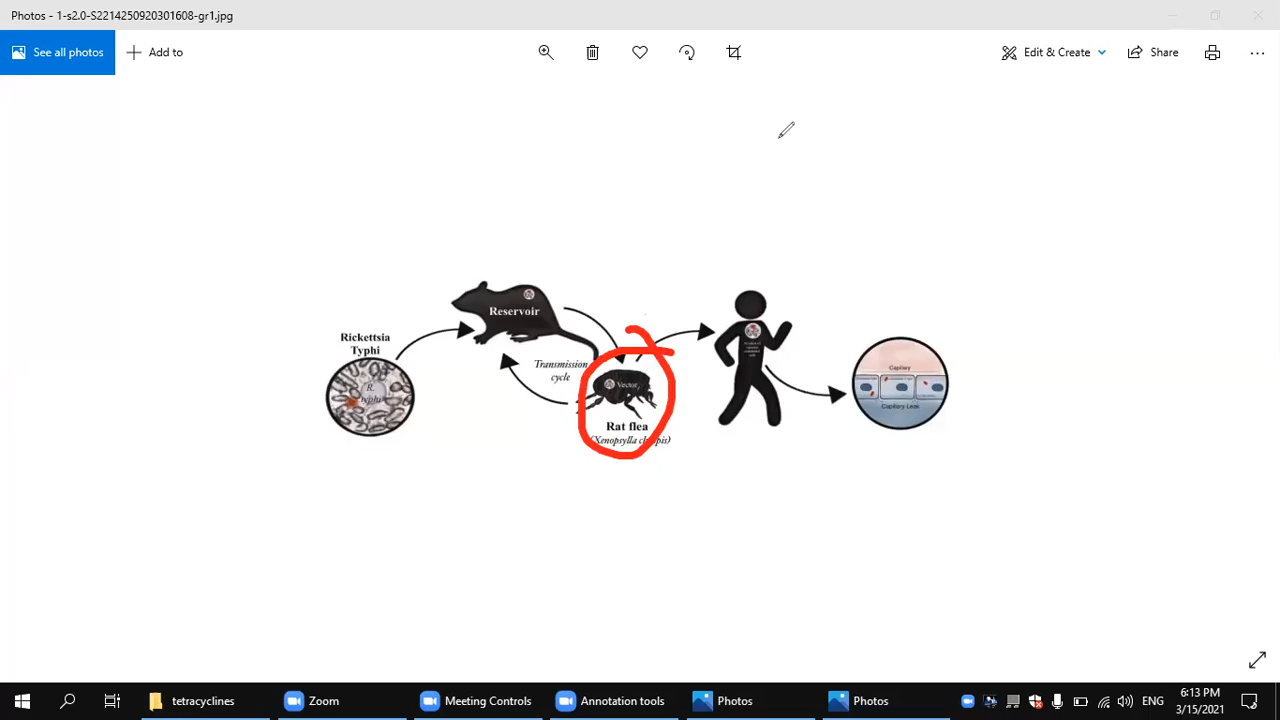 Photos - 1-s2.0-S2214250920301608-gr1.jpg
See all photos
Add to
Edit & Create
Share
Rickettsia
Typhi
R.
typhi
Reservoir
Transmission
cycle
Vector
Rat flea
(Xenopsylla
Capillary
Capillary Leak
tetracyclines
Zoom
Meeting Controls
Annotation tools
Photos
Photos
ENG
6:13 PM
3/15/2021